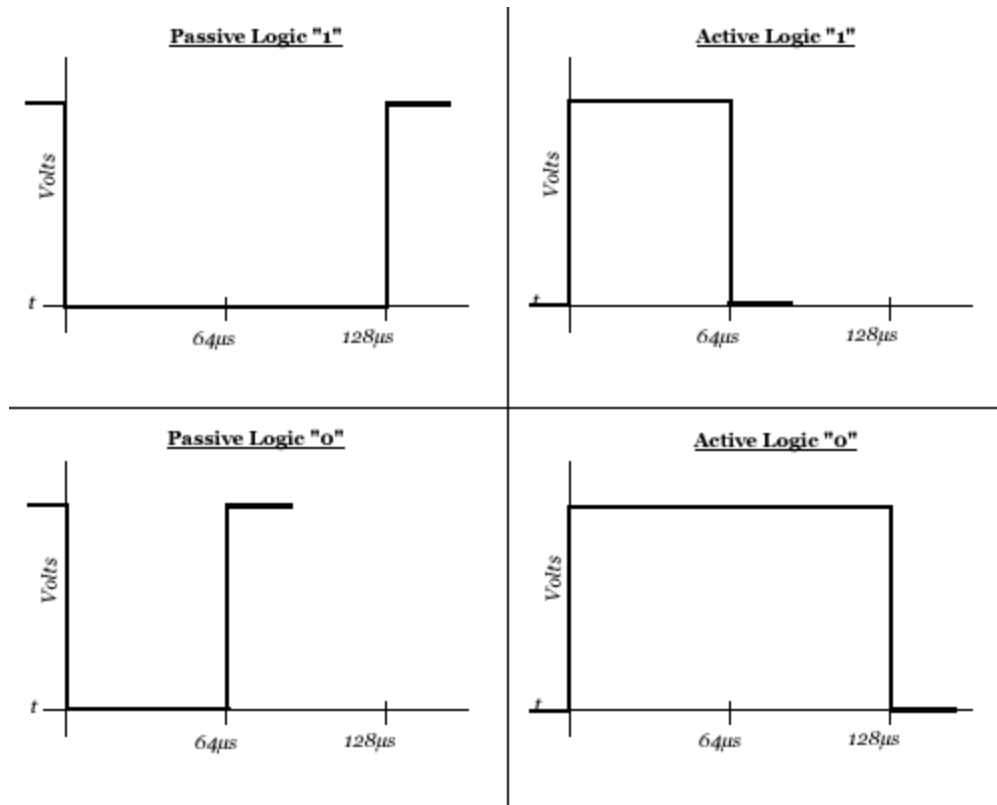 Passive Logic "1"
Volts
t
64μs
128μs
Active Logic "1"
Volts
t
64μs
128μs
Passive Logic "0"
Volts
t
64μs
128μs
Active Logic "0"
Volts
t
64μs
128μs